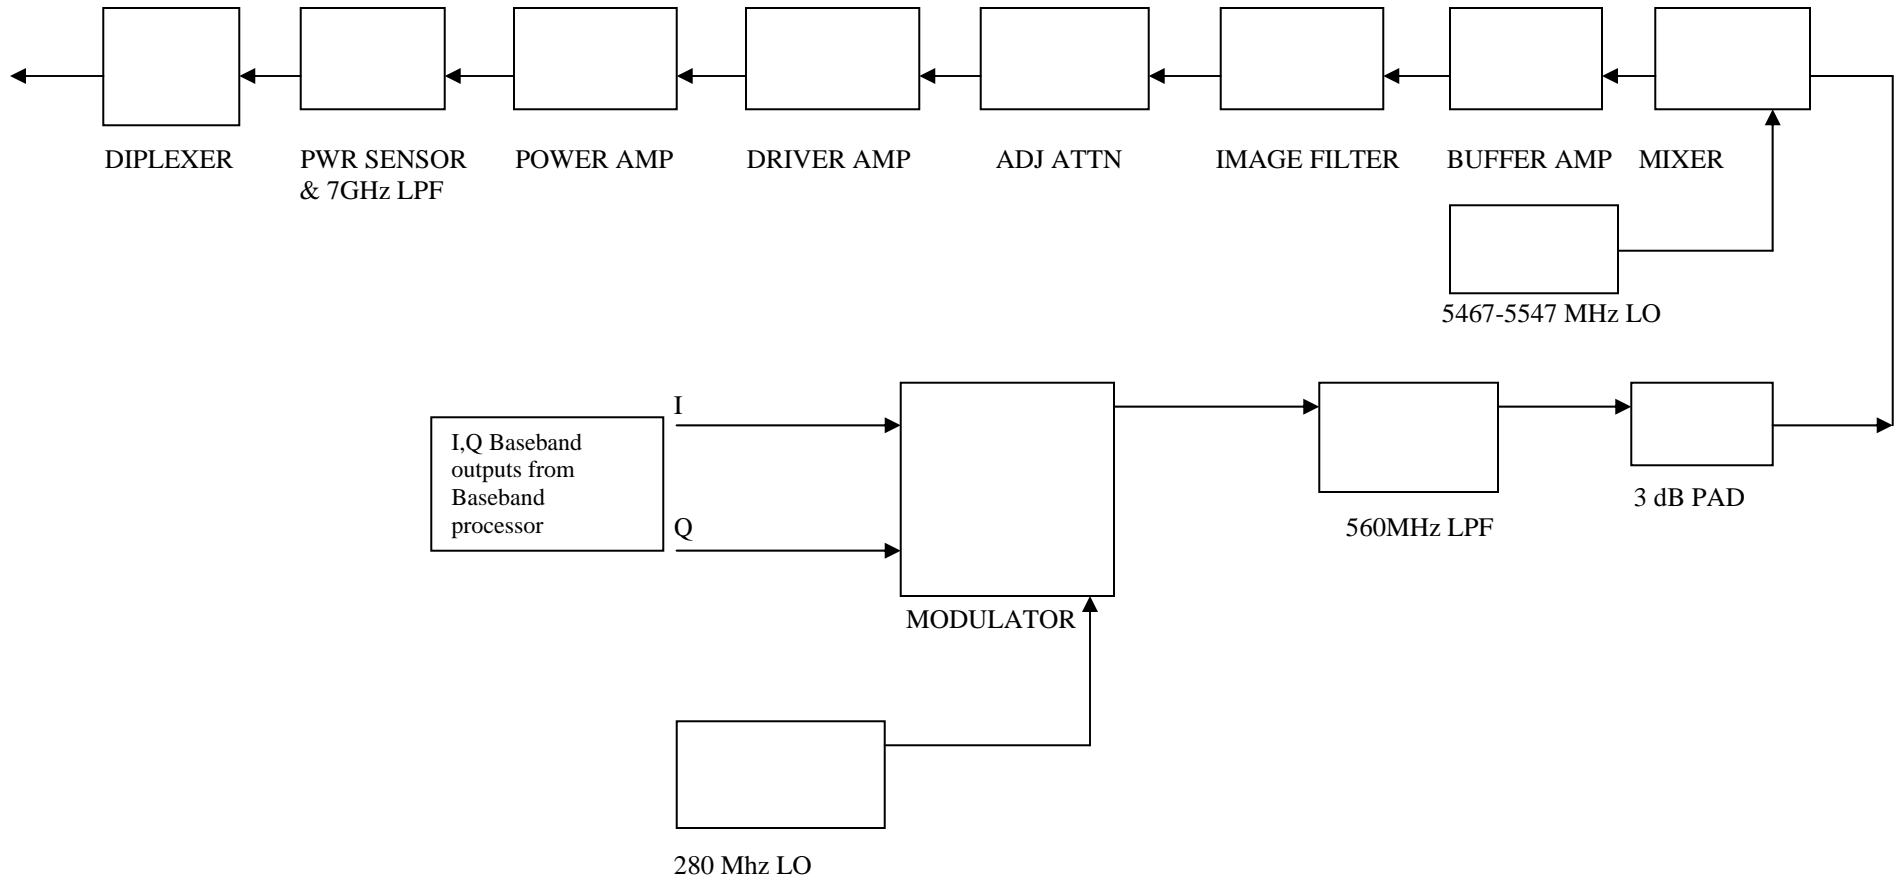 DIPLEXER
PWR SENSOR
& 7GHz LPF
POWER AMP
DRIVER AMP
ADJ ATTN
IMAGE FILTER
BUFFER AMP
MIXER
5467-5547 MHz LO
I
I,Q Baseband
outputs from
Baseband
processor
Q
MODULATOR
560MHz LPF
3 dB PAD
280 Mhz LO